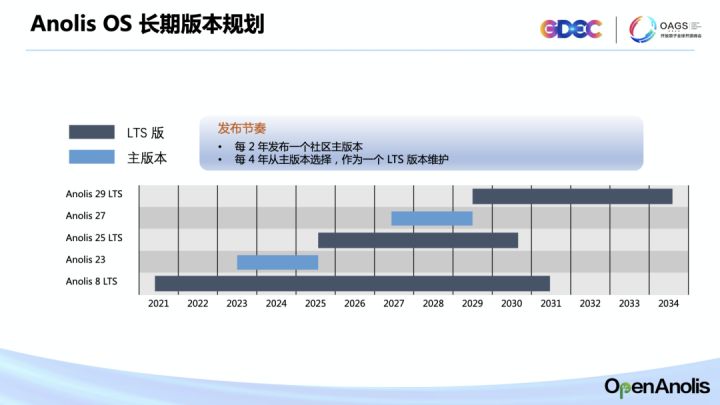 Anolis OS 长期版本规划
GDEC
OAGS
开放原子全球开源峰会
LTS 版
主版本
发布节奏
• 每 2 年发布一个社区主版本
• 每 4 年从主版本选择，作为一个 LTS 版本维护
Anolis 29 LTS
Anolis 27
Anolis 25 LTS
Anolis 23
Anolis 8 LTS
2021 2022 2023 2024 2025 2026 2027 2028 2029 2030 2031 2032 2033 2034
OpenAnolis